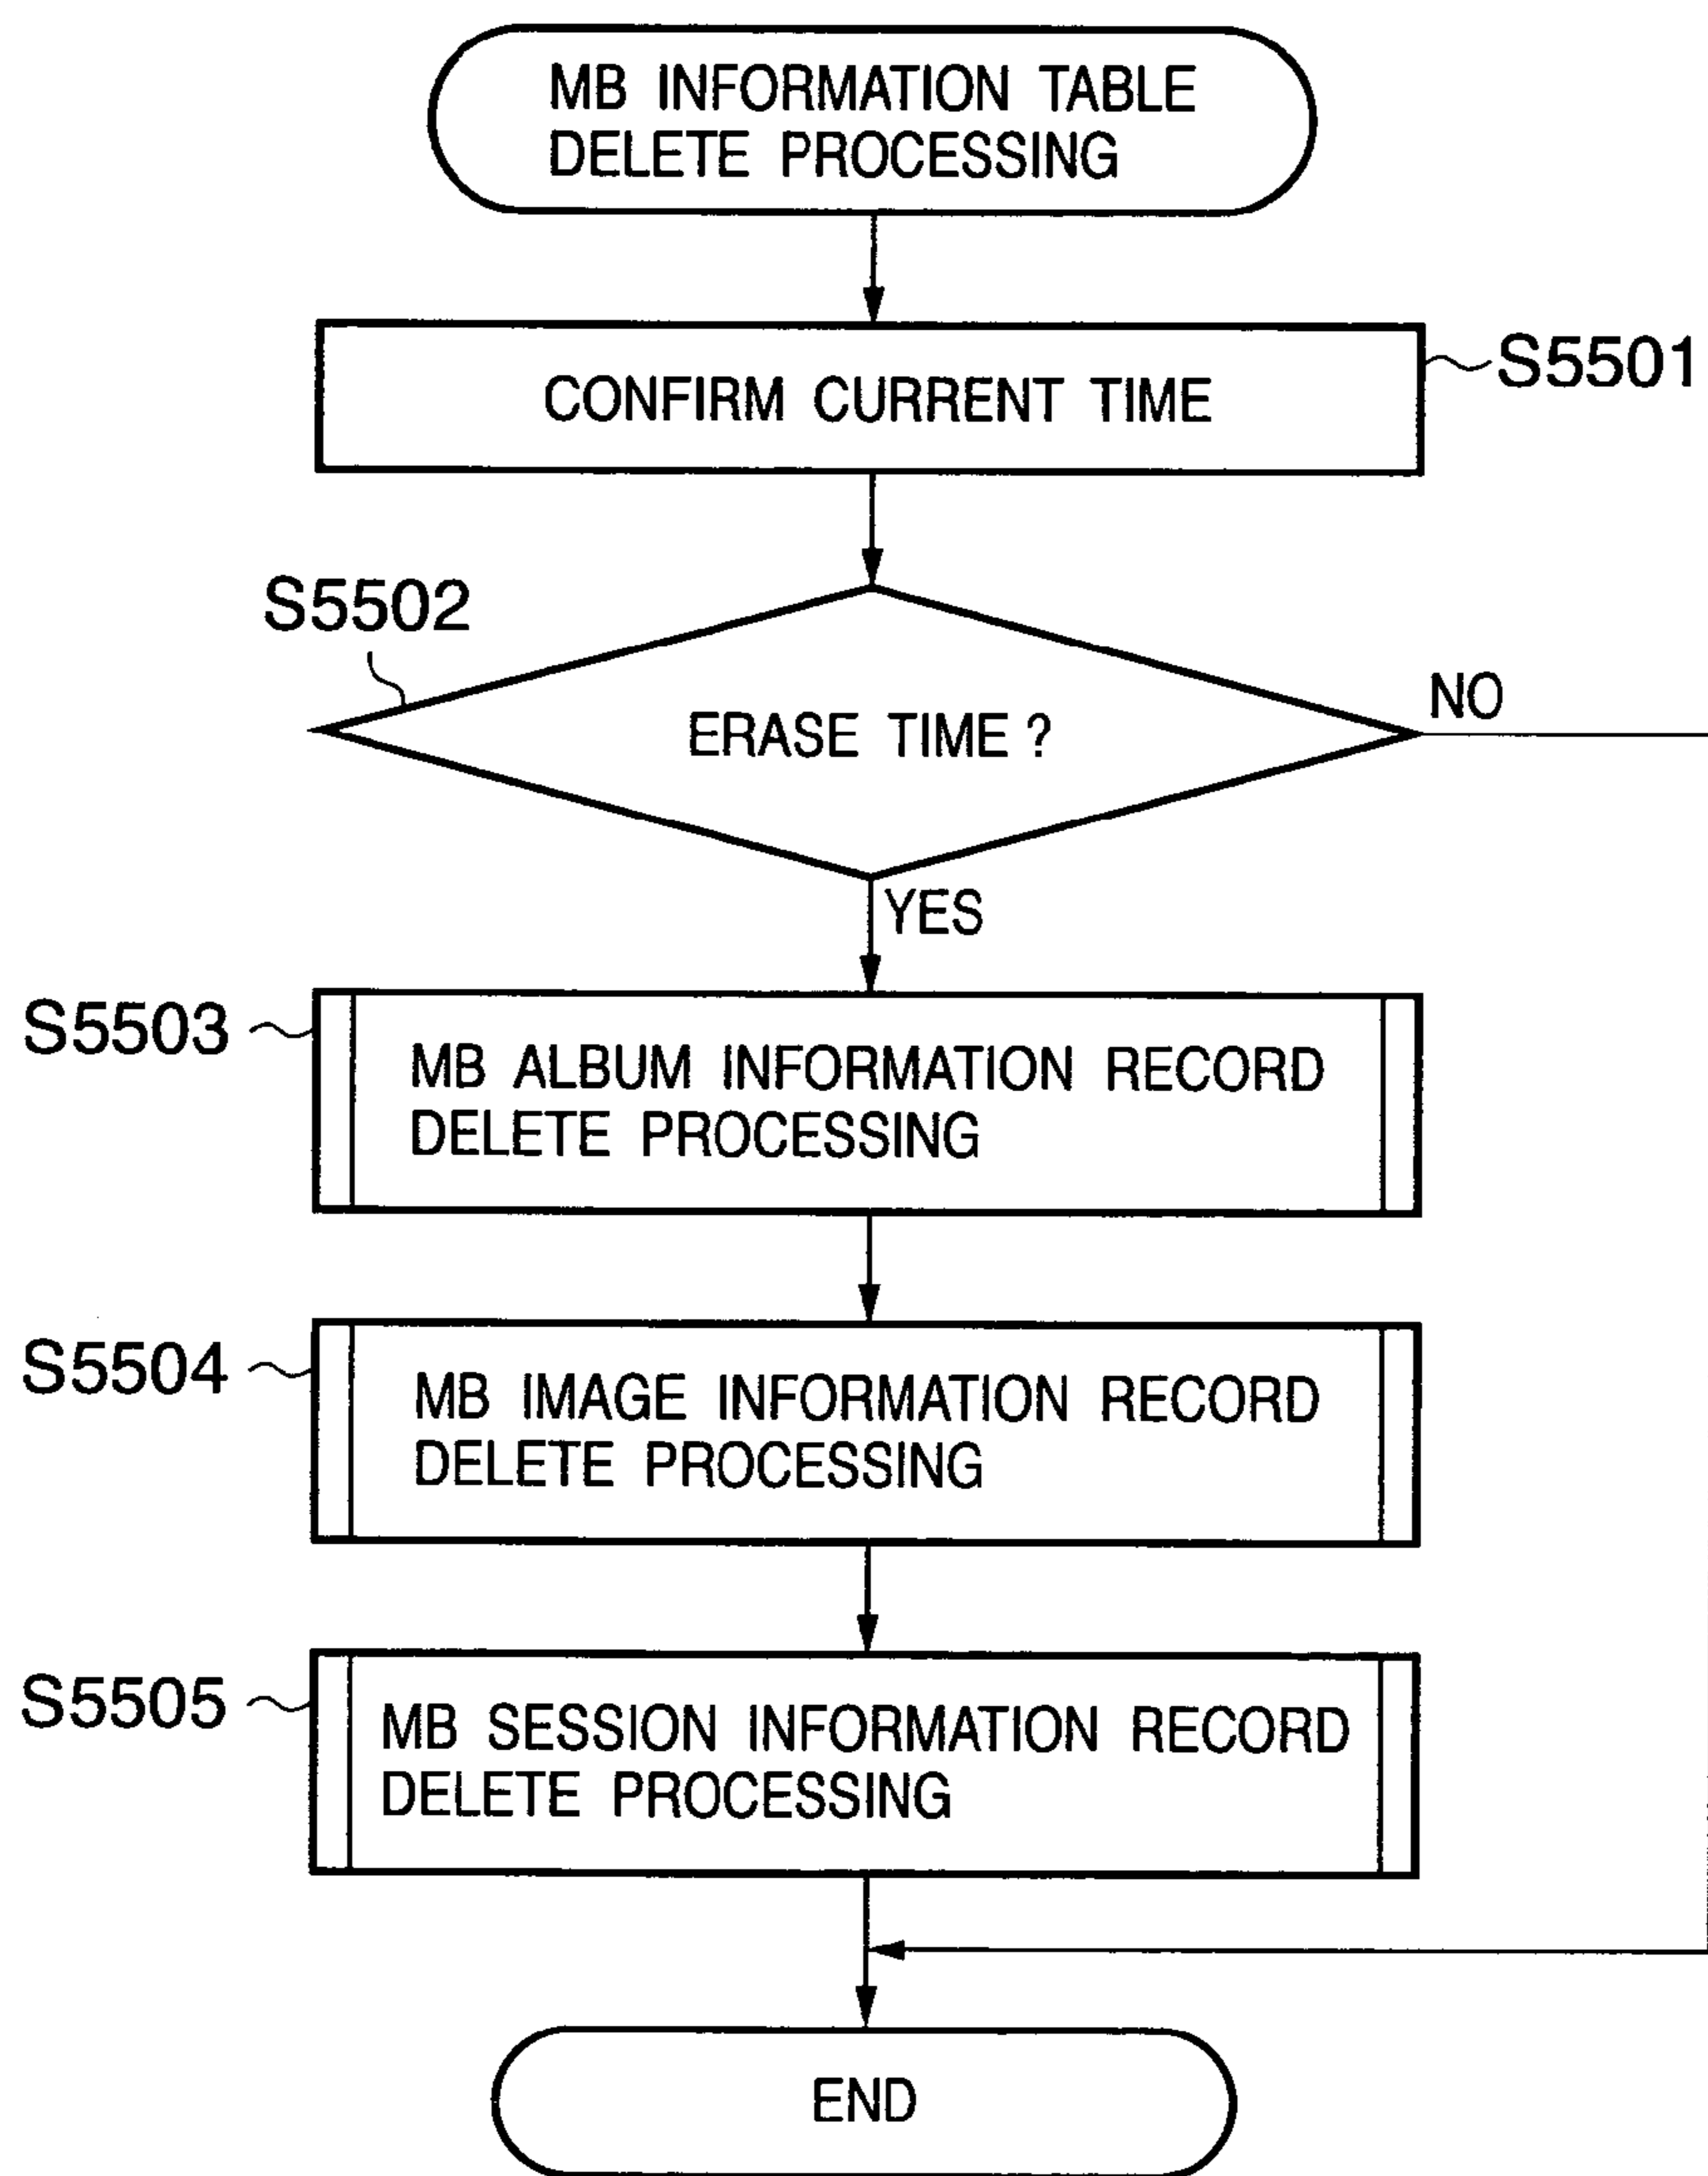 MB INFORMATION TABLE
DELETE PROCESSING
CONFIRM CURRENT TIME
S5501
S5502
ERASE TIME ?
NO
YES
S5503
MB ALBUM INFORMATION RECORD
DELETE PROCESSING
S5504
MB IMAGE INFORMATION RECORD
DELETE PROCESSING
S5505
MB SESSION INFORMATION RECORD
DELETE PROCESSING
END